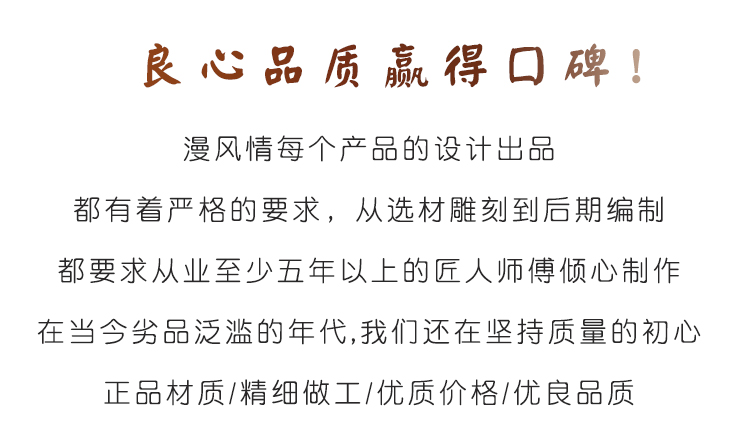 良心品质赢得口碑！
漫风情每个产品的设计出品
都有着严格的要求，从选材雕刻到后期编制
都要求从业至少五年以上的匠人师傅倾心制作
在当今劣品泛滥的年代,我们还在坚持质量的初心
正品材质/精细做工/优质价格/优良品质